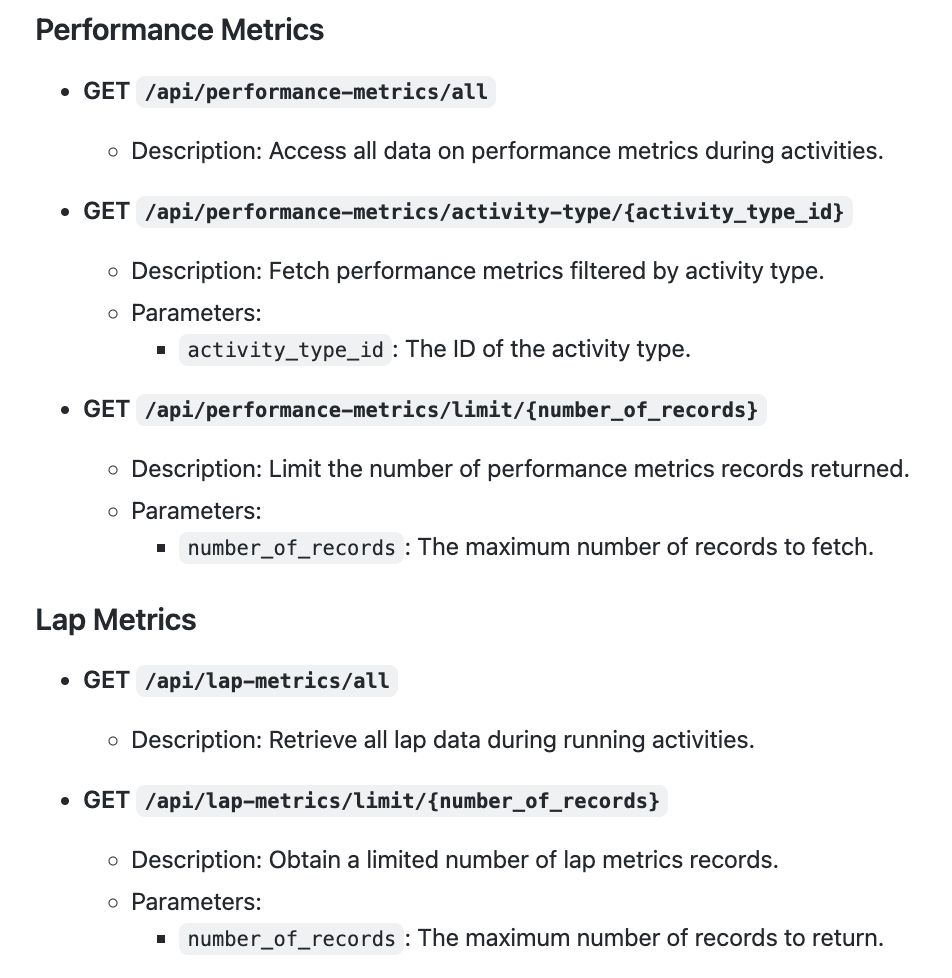 Performance Metrics
GET /api/performance-metrics/all
Description: Access all data on performance metrics during activities.
GET /api/performance-metrics/activity-type/{activity_type_id}
Description: Fetch performance metrics filtered by activity type.
Parameters:
activity_type_id: The ID of the activity type.
GET /api/performance-metrics/limit/{number_of_records}
Description: Limit the number of performance metrics records returned.
Parameters:
number_of_records: The maximum number of records to fetch.
Lap Metrics
GET /api/lap-metrics/all
Description: Retrieve all lap data during running activities.
GET /api/lap-metrics/limit/{number_of_records}
Description: Obtain a limited number of lap metrics records.
Parameters:
number_of_records: The maximum number of records to return.